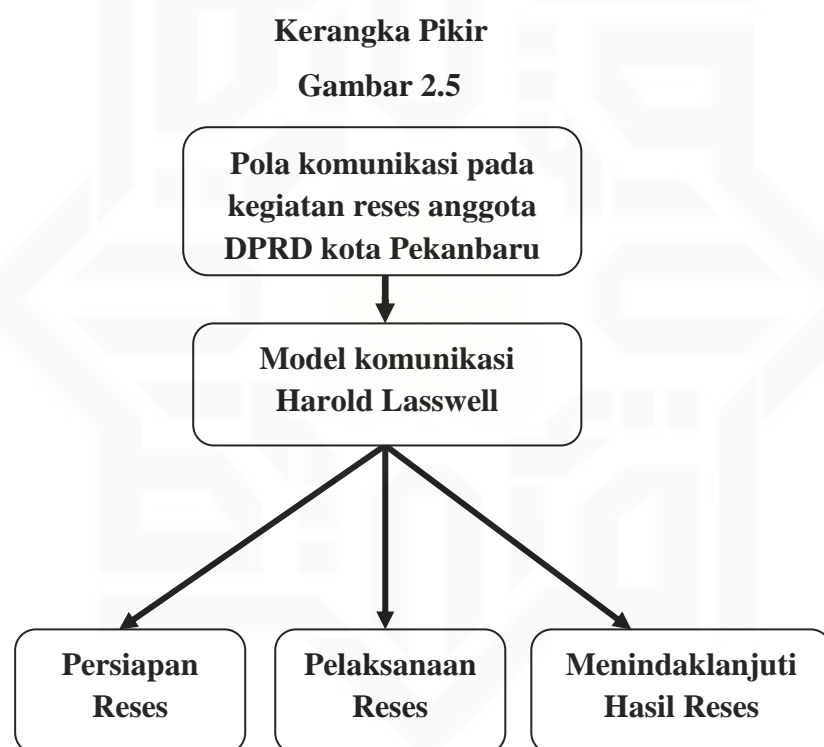 Kerangka Pikir
Gambar 2.5
Pola komunikasi pada
kegiatan reses anggota
DPRD kota Pekanbaru
Model komunikasi
Harold Lasswell
Persiapan
Reses
Pelaksanaan
Reses
Menindaklanjuti
Hasil Reses